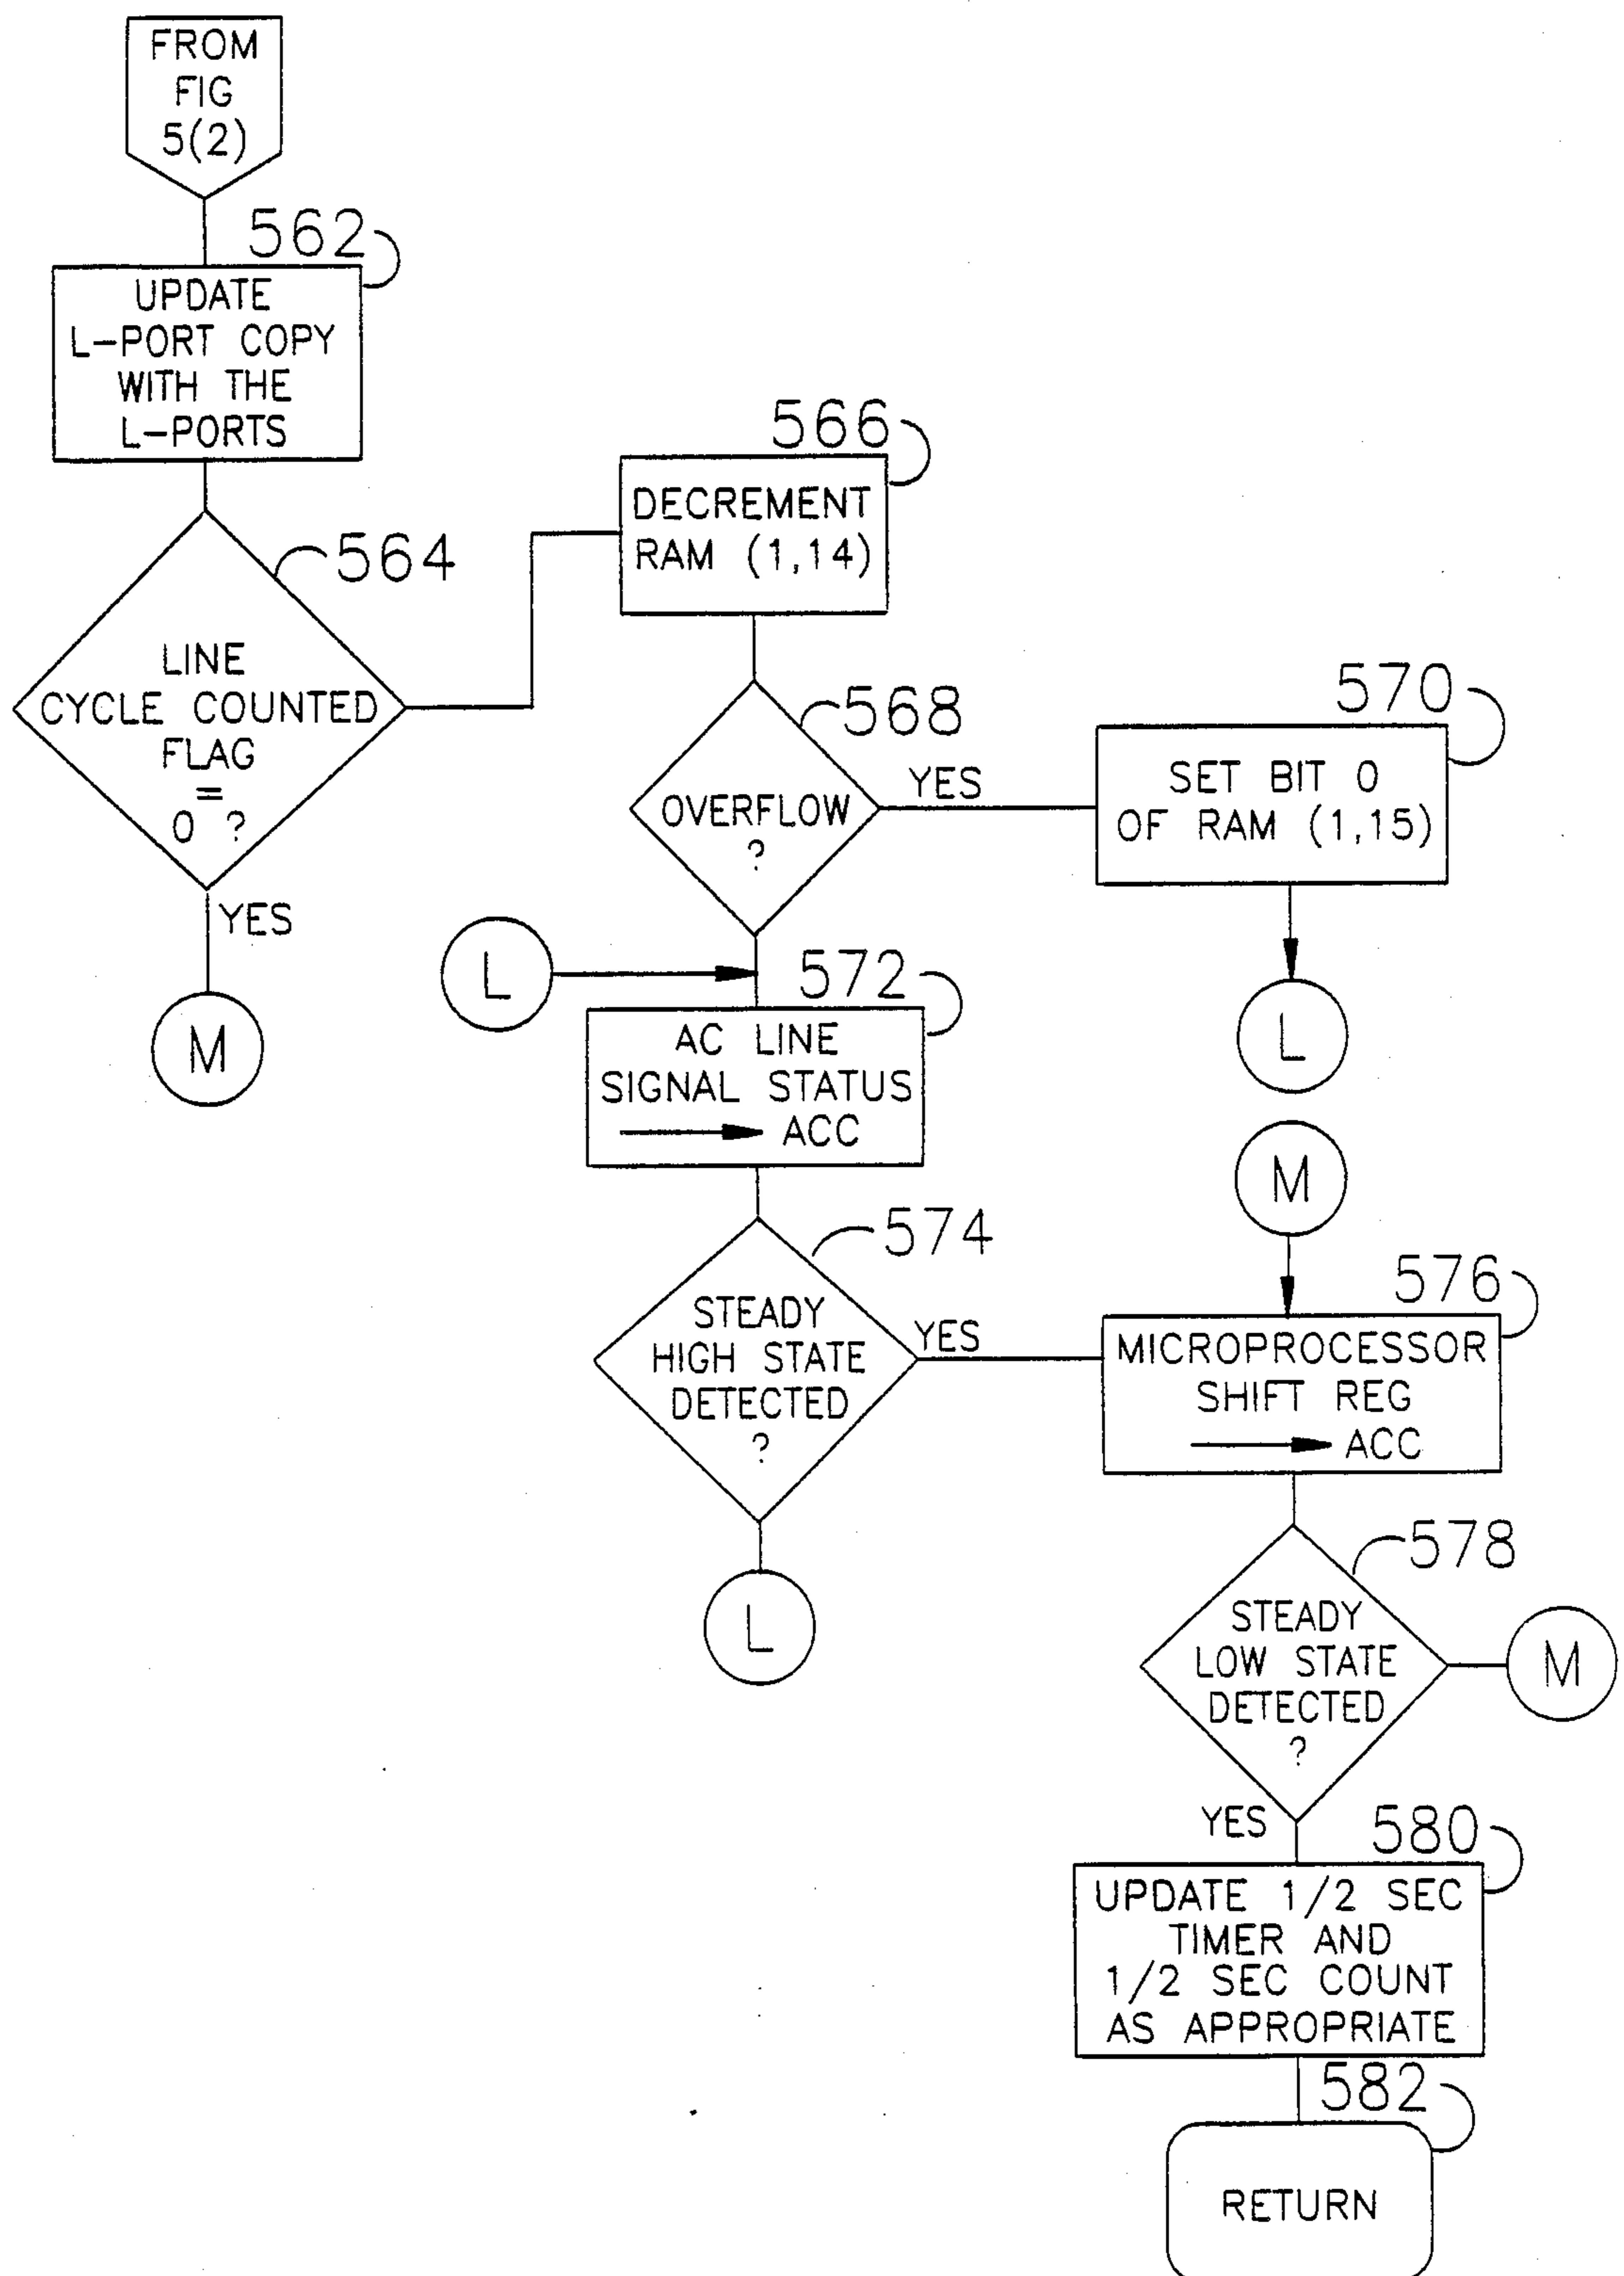 FROM
FIG
5(2)
562
UPDATE
L-PORT COPY
WITH THE
L-PORTS
564
LINE
CYCLE COUNTED
FLAG
=
0 ?
YES
M
566
DECREMENT
RAM (1,14)
568
OVERFLOW
?
YES
570
SET BIT 0
OF RAM (1,15)
L
L
572
AC LINE
SIGNAL STATUS
→ ACC
574
STEADY
HIGH STATE
DETECTED
?
YES
L
M
576
MICROPROCESSOR
SHIFT REG
→ ACC
578
STEADY
LOW STATE
DETECTED
?
M
YES
580
UPDATE 1/2 SEC
TIMER AND
1/2 SEC COUNT
AS APPROPRIATE
582
RETURN